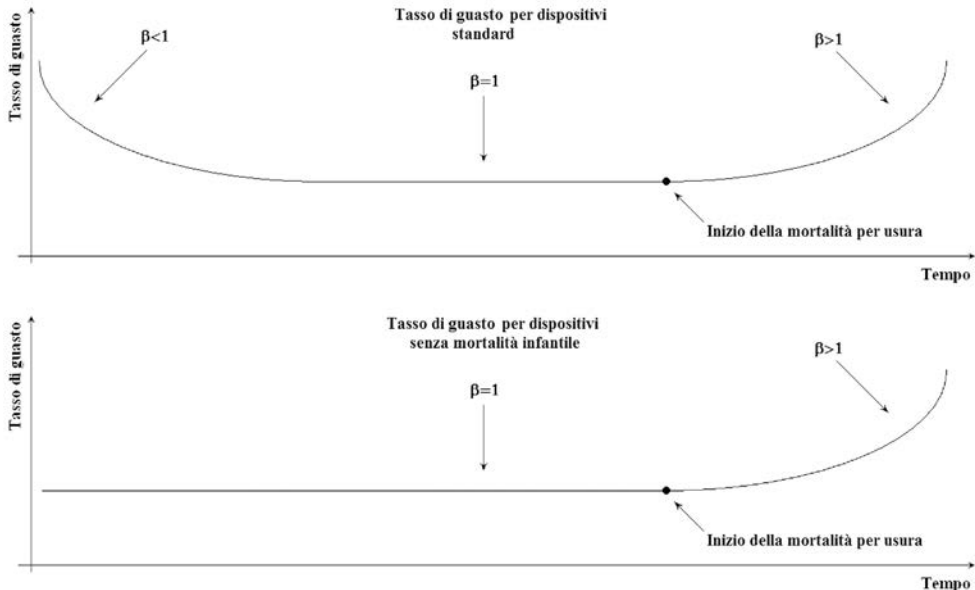 Tasso di guasto per dispositivi
standard
β<1
β>1
β=1
Tasso di guasto
Inizio della mortalità per usura
Tempo
Tasso di guasto per dispositivi
senza mortalità infantile
β>1
β=1
Tasso di guasto
Inizio della mortalità per usura
Tempo